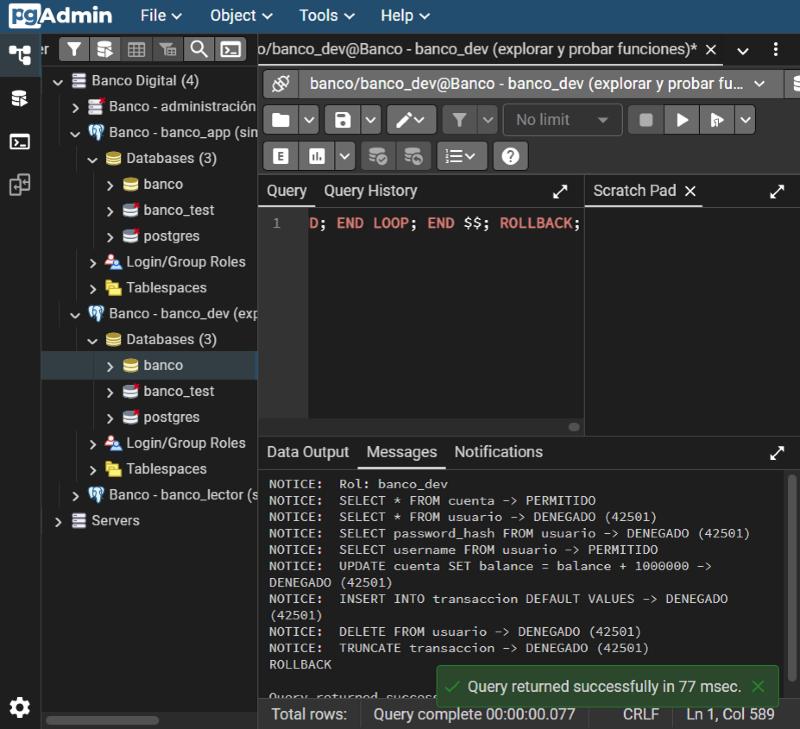 pgAdmin File Object Tools Help
o/banco_dev@Banco - banco_dev (explorar y probar funciones)*
banco/banco_dev@Banco - banco_dev (explorar y probar fu...
Banco Digital (4)
Banco - administración
Banco - banco_app (sin
Databases (3)
banco
banco_test
postgres
Login/Group Roles
Tablespaces
Banco - banco_dev (exp
Databases (3)
banco
banco_test
postgres
Login/Group Roles
Tablespaces
Banco - banco_lector (s
Servers
No limit
E
Query Query History Scratch Pad
1 D; END LOOP; END $$; ROLLBACK;
Data Output Messages Notifications
NOTICE:  Rol: banco_dev
NOTICE:  SELECT * FROM cuenta -> PERMITIDO
NOTICE:  SELECT * FROM usuario -> DENEGADO (42501)
NOTICE:  SELECT password_hash FROM usuario -> DENEGADO (42501)
NOTICE:  SELECT username FROM usuario -> PERMITIDO
NOTICE:  UPDATE cuenta SET balance = balance + 1000000 ->
DENEGADO (42501)
NOTICE:  INSERT INTO transaccion DEFAULT VALUES -> DENEGADO
(42501)
NOTICE:  DELETE FROM usuario -> DENEGADO (42501)
NOTICE:  TRUNCATE transaccion -> DENEGADO (42501)
ROLLBACK
Query returned successfully in 77 msec.
Total rows: Query complete 00:00:00.077 CRLF Ln 1, Col 589